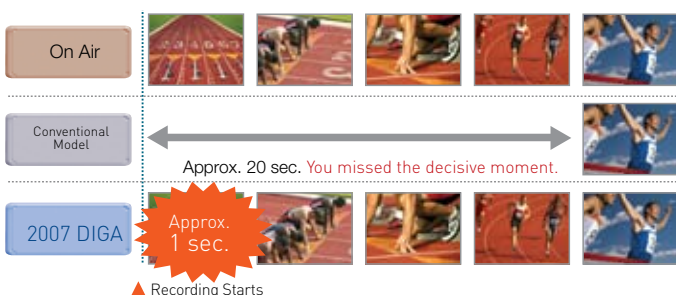 On Air
Conventional
Model
Approx. 20 sec. You missed the decisive moment.
2007 DIGA
Approx.
1 sec.
Recording Starts